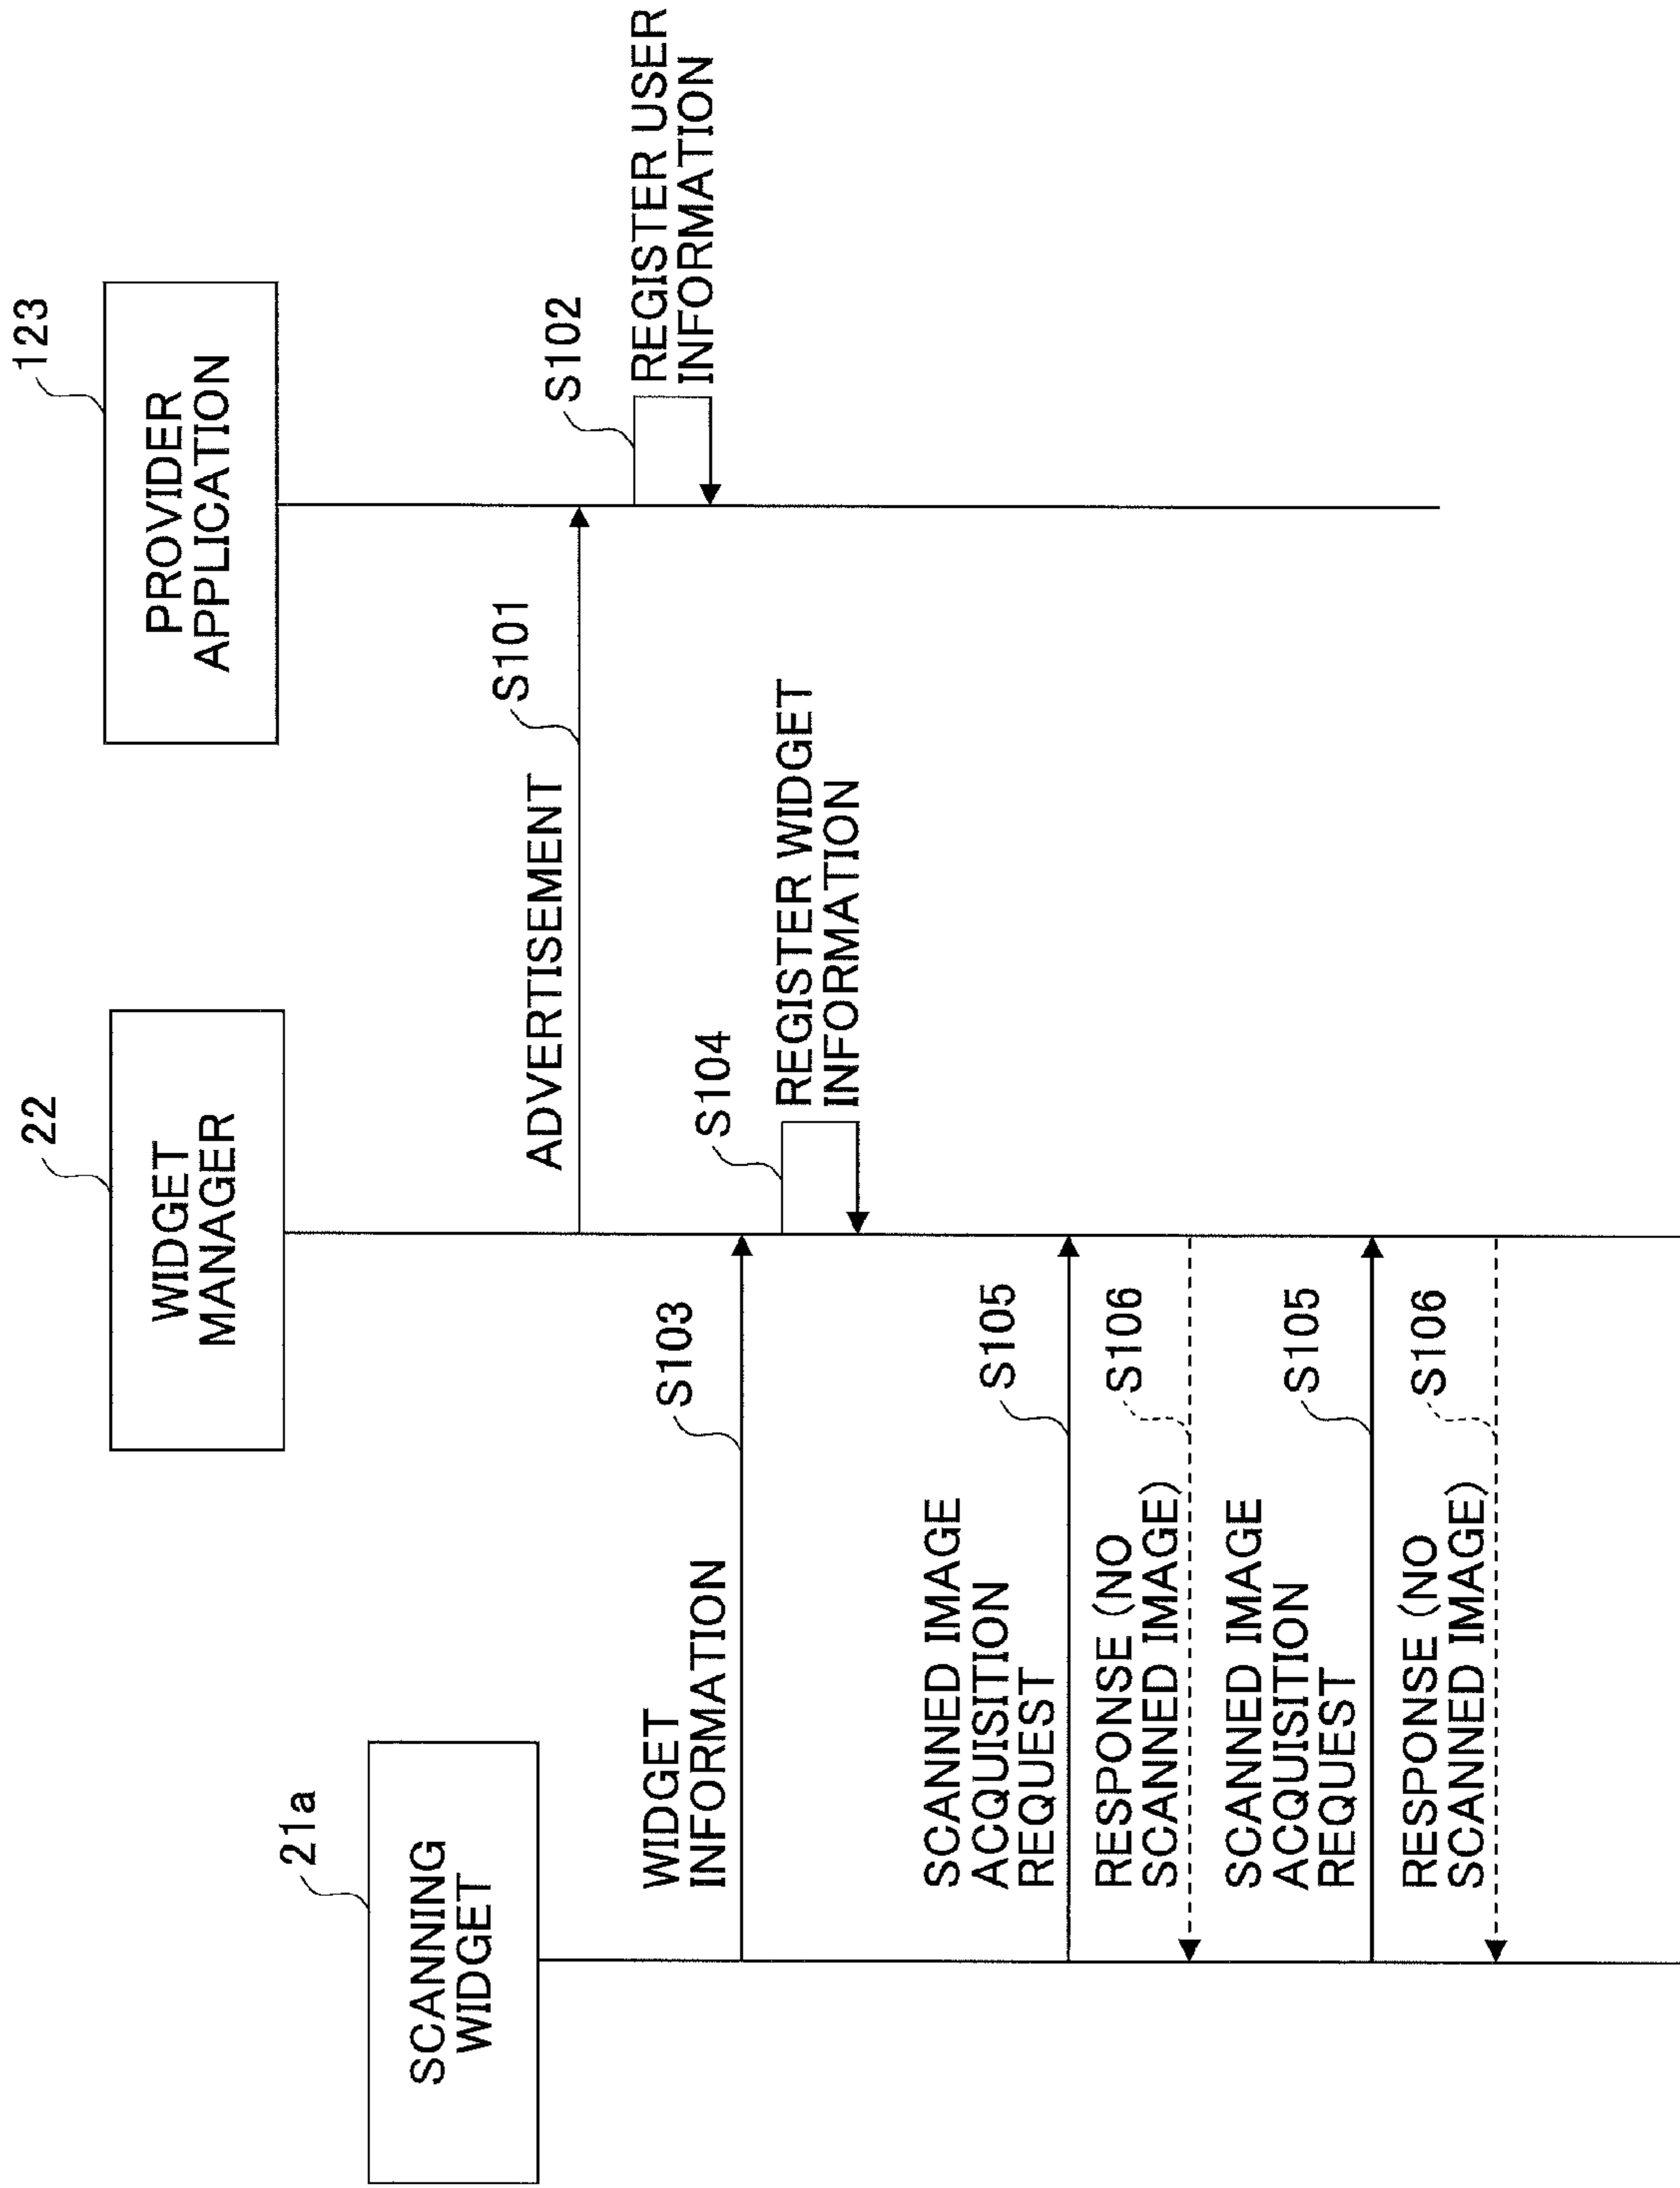 21a
SCANNING
WIDGET
22
WIDGET
MANAGER
123
PROVIDER
APPLICATION
ADVERTISEMENT
S101
S102
REGISTER USER
INFORMATION
WIDGET
INFORMATION
S103
S104
REGISTER WIDGET
INFORMATION
SCANNED IMAGE
ACQUISITION
REQUEST
S105
RESPONSE (NO
SCANNED IMAGE)
S106
SCANNED IMAGE
ACQUISITION
REQUEST
S105
RESPONSE (NO
SCANNED IMAGE)
S106